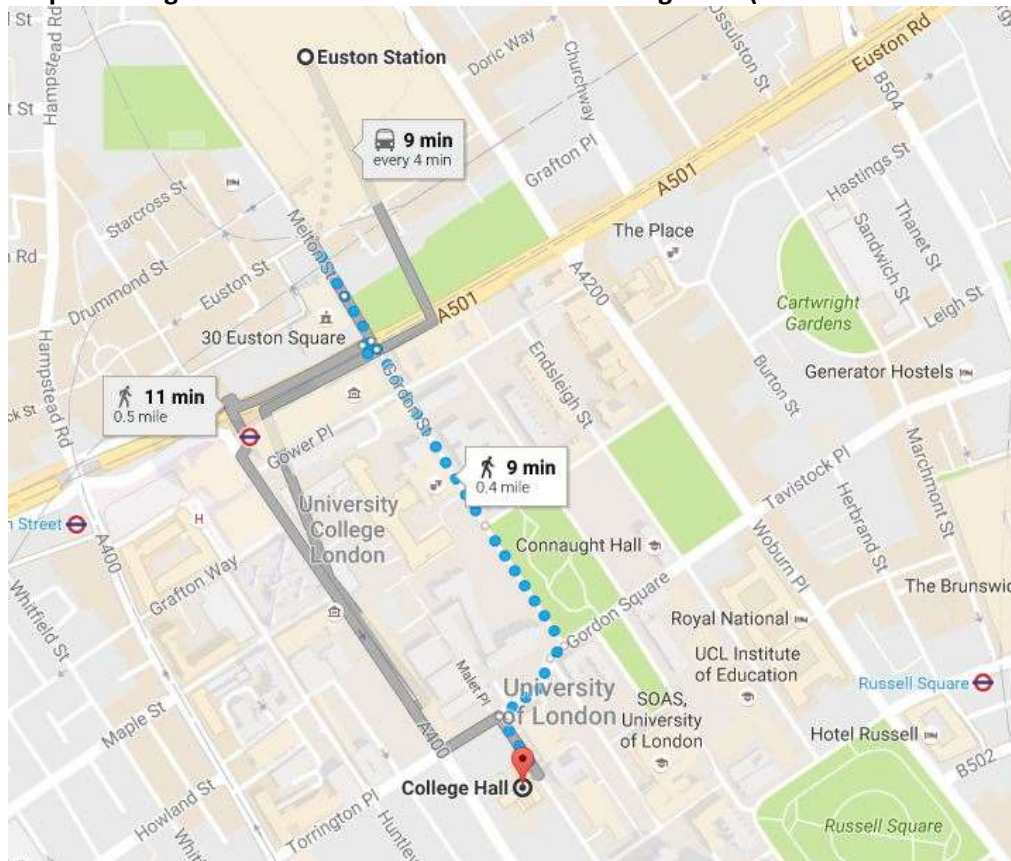 Hampstead Rd
Euston Station
Doric Way
Churchway
Ossulston St
Euston Rd
B504
9 min
every 4 min
Grafton Pl
A501
Hastings St
Starcross St
Thanet St
Sandwich St
The Place
Melton St
A4200
Drummond St
Euston St
A501
Cartwright
Gardens
Leigh St
30 Euston Square
Endsleigh St
Burton St
Generator Hostels
11 min
0.5 mile
Hampstead Rd
Gordon St
Gower Pl
9 min
0.4 mile
Marchmont St
Tavistock Pl
University
College
London
H
Street
A400
Connaught Hall
Herbrand St
Woburn Pl
Grafton Way
Whitfield St
The Brunswic
Gordon Square
Royal National
UCL Institute
of Education
Malet Pl
University
of London
SOAS,
University
of London
Russell Square
Maple St
A400
Hotel Russell
B502
College Hall
Howland St
Torrington Pl
Huntley
Russell Square